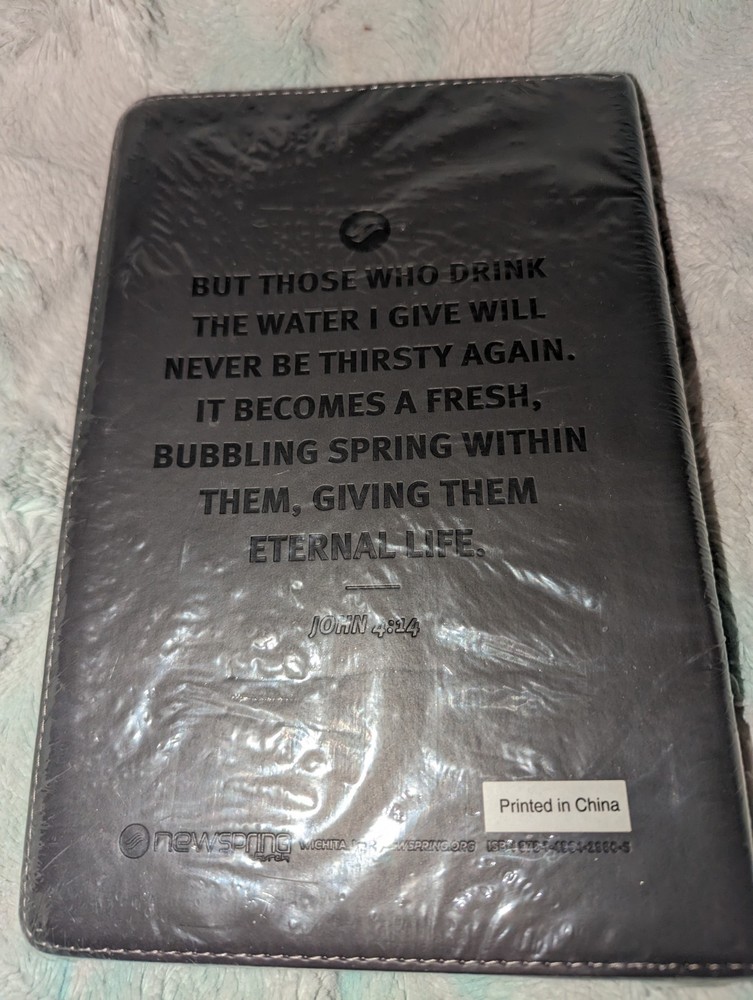 BUT THOSE WHO DRINK
THE WATER I GIVE WILL
NEVER BE THIRSTY AGAIN.
IT BECOMES A FRESH,
BUBBLING SPRING WITHIN
THEM, GIVING THEM
ETERNAL LIFE.
JOHN 4:14
Printed in China
newspring WICHITA